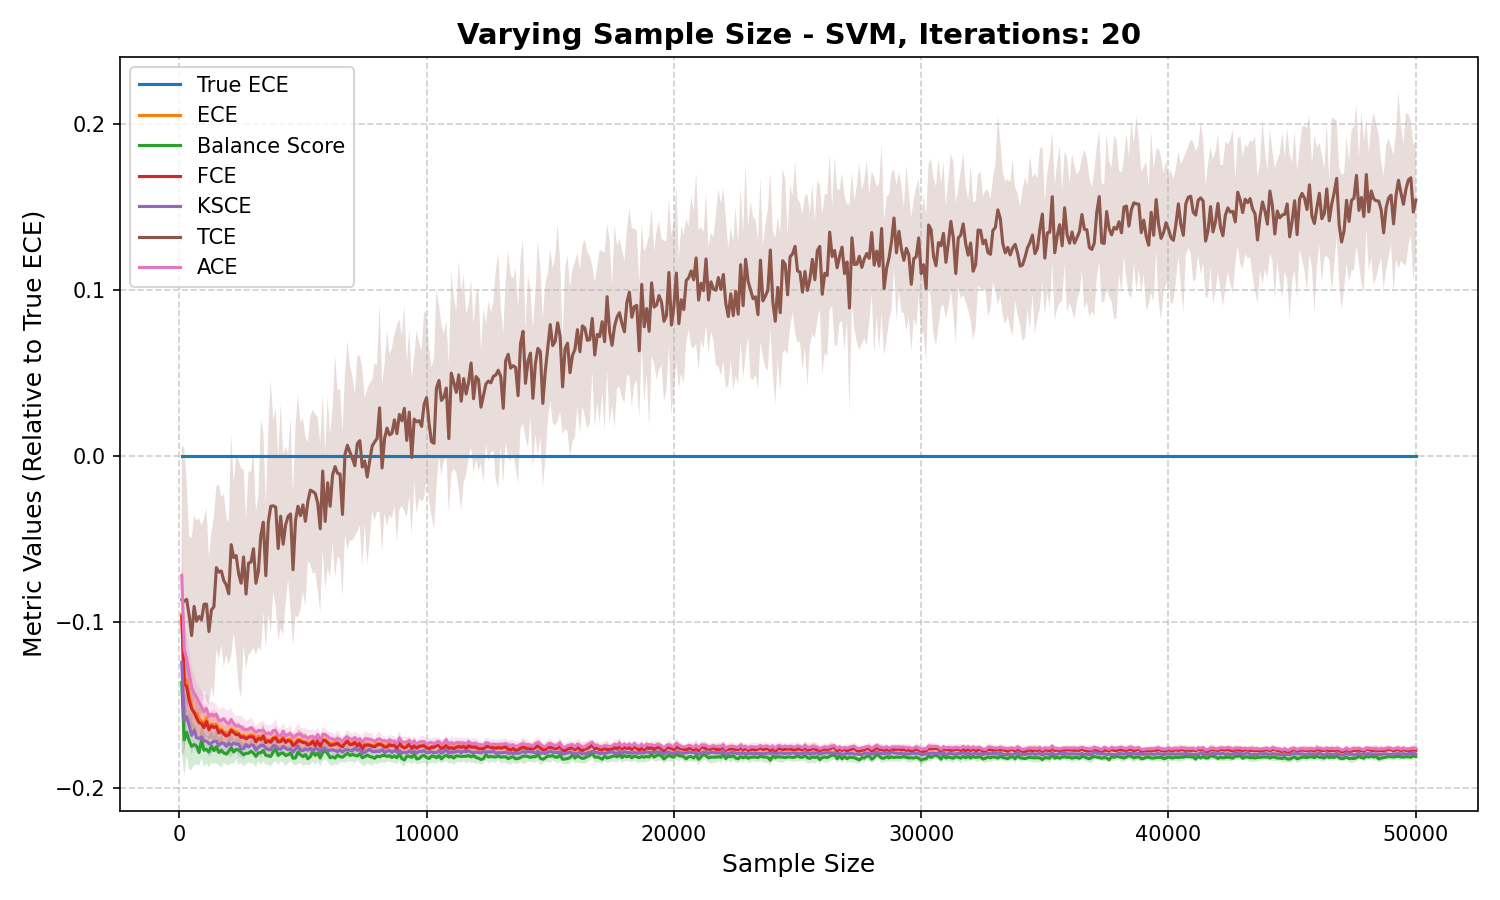 Varying Sample Size - SVM, Iterations: 20
True ECE
ECE
Balance Score
FCE
KSCE
TCE
ACE
Metric Values (Relative to True ECE)
0.2
0.1
0.0
−0.1
−0.2
0
10000
20000
30000
40000
50000
Sample Size